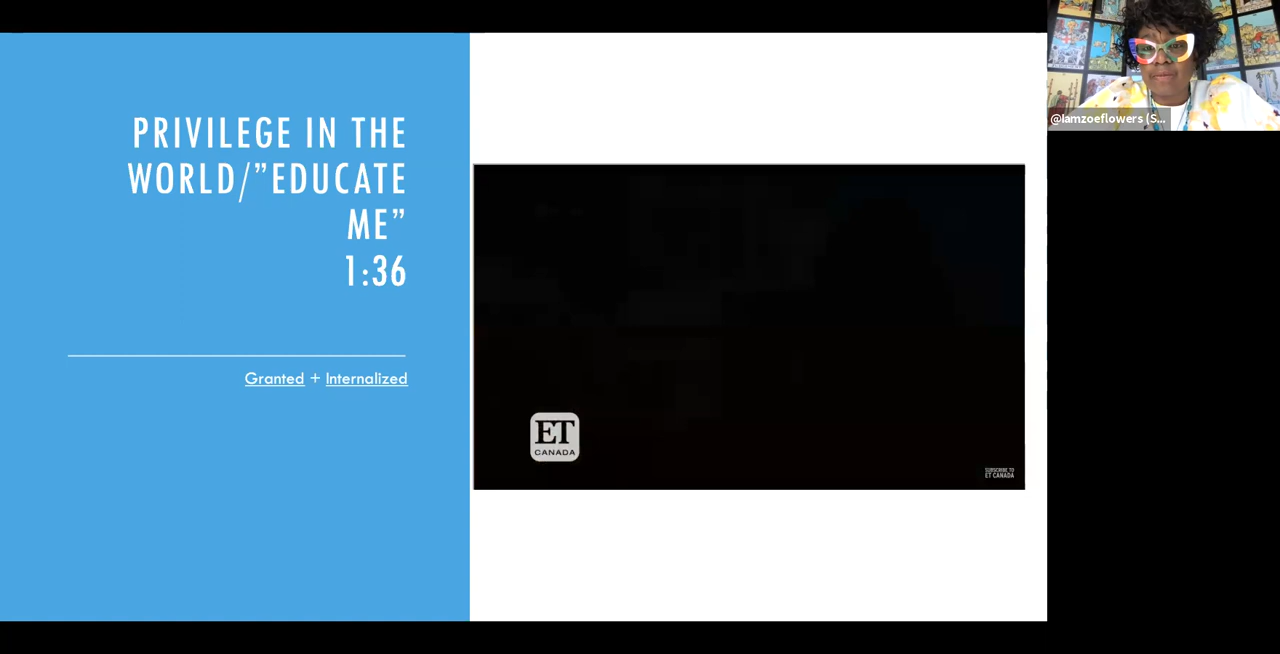 PRIVILEGE IN THE
WORLD/”EDUCATE
ME”
1:36
Granted + Internalized
ET
CANADA
SUBSCRIBE TO
ET CANADA
@Iamzoeflowers (S...